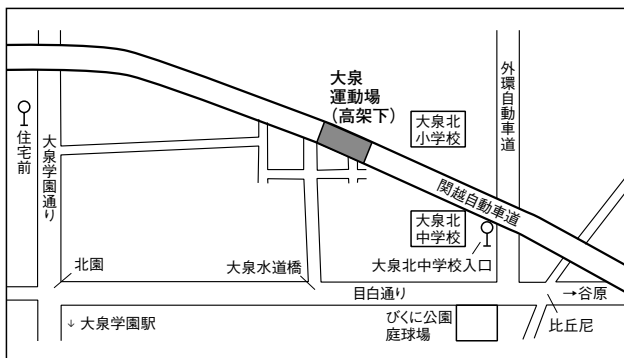 大泉
運動場
(高架下)
大泉北
小学校
外環自動車道
住宅前
大泉学園通り
関越自動車道
大泉北
中学校
大泉北中学校入口
北園
大泉水道橋
目白通り
→谷原
↓大泉学園駅
びくに公園
庭球場
比丘尼